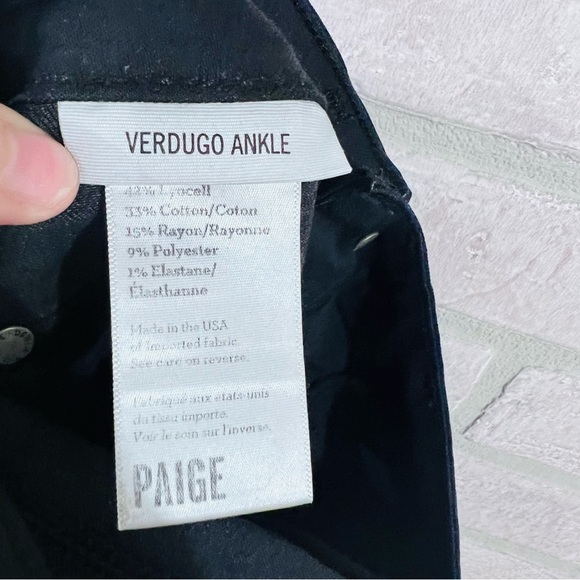 VERDUGO ANKLE
42% Lyocell
33% Cotton/Coton
15% Rayon/Rayonne
9% Polyester
1% Elastane/
Élasthanne
Made in the USA
of imported fabric.
See care on reverse.
Fabriqué aux états-unis
du tissu importe.
Voir le soin sur l'inverse.
PAIGE